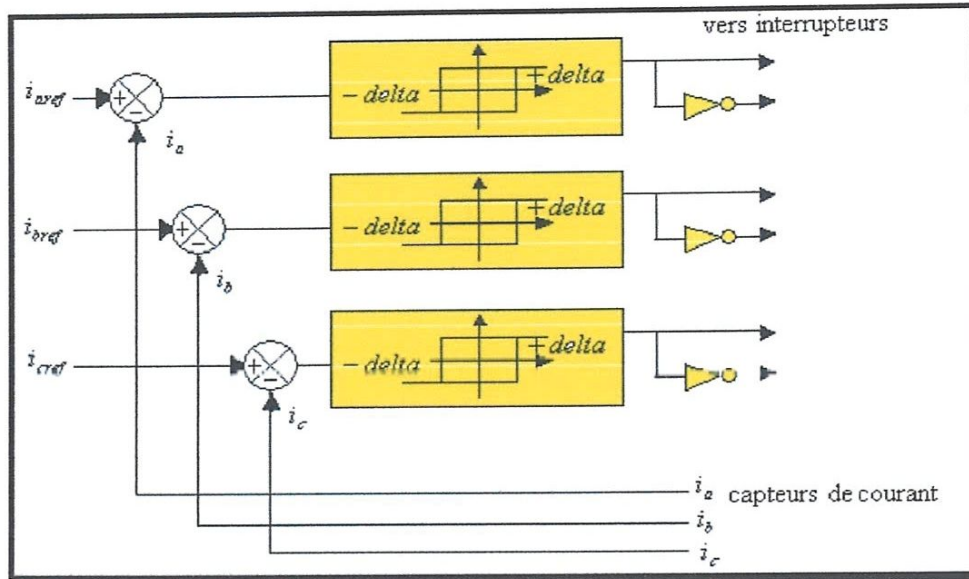 vers interrupteurs
i_aref
+
−
i_a
− delta
+ delta
i_bref
+
−
i_b
− delta
+ delta
i_cref
+
−
i_c
− delta
+ delta
i_a capteurs de courant
i_b
i_c